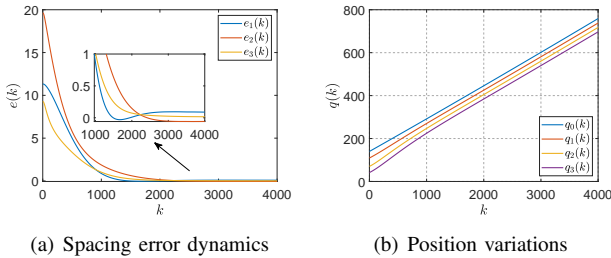 20
15
10
5
0
e(k)
e₁(k)
e₂(k)
e₃(k)
1
0.5
0
1000 2000 3000 4000
0 1000 2000 3000 4000
k
(a) Spacing error dynamics
800
600
400
200
0
q(k)
q₀(k)
q₁(k)
q₂(k)
q₃(k)
0 1000 2000 3000 4000
k
(b) Position variations